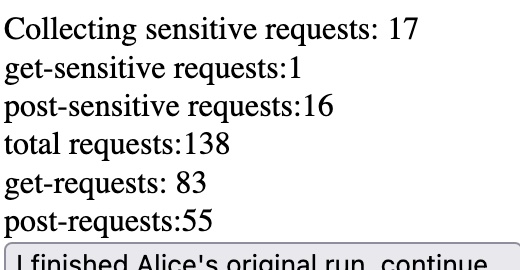 Collecting sensitive requests: 17
get-sensitive requests:1
post-sensitive requests:16
total requests:138
get-requests: 83
post-requests:55
I finished Alice's original run, continue